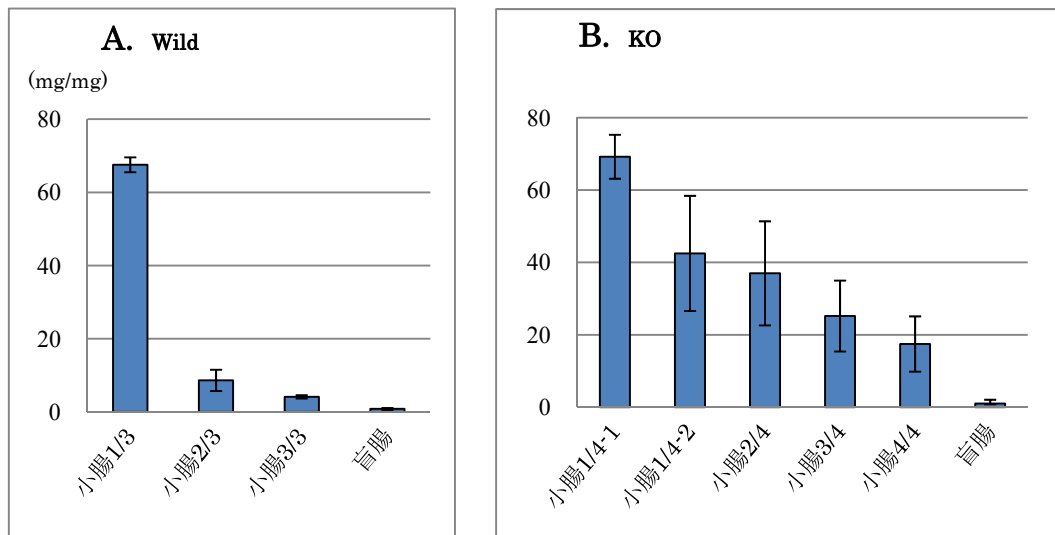 A. Wild
(mg/mg)
80
60
40
20
0
小腸1/3
小腸2/3
小腸3/3
盲腸
B. KO
80
60
40
20
0
小腸1/4-1
小腸1/4-2
小腸2/4
小腸3/4
小腸4/4
盲腸